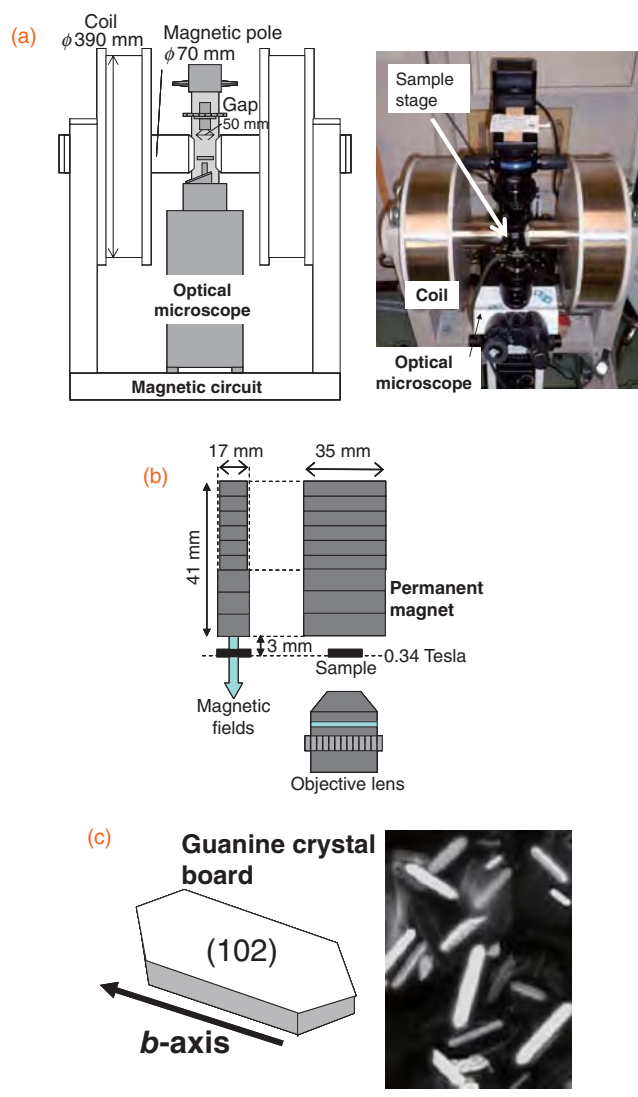 (a)
Coil
ϕ390 mm
Magnetic pole
ϕ70 mm
Gap
50 mm
Optical
microscope
Magnetic circuit
Sample
stage
Coil
Optical
microscope
(b)
17 mm
35 mm
41 mm
Permanent
magnet
3 mm
0.34 Tesla
Sample
Magnetic
fields
Objective lens
(c)
Guanine crystal
board
(102)
b-axis